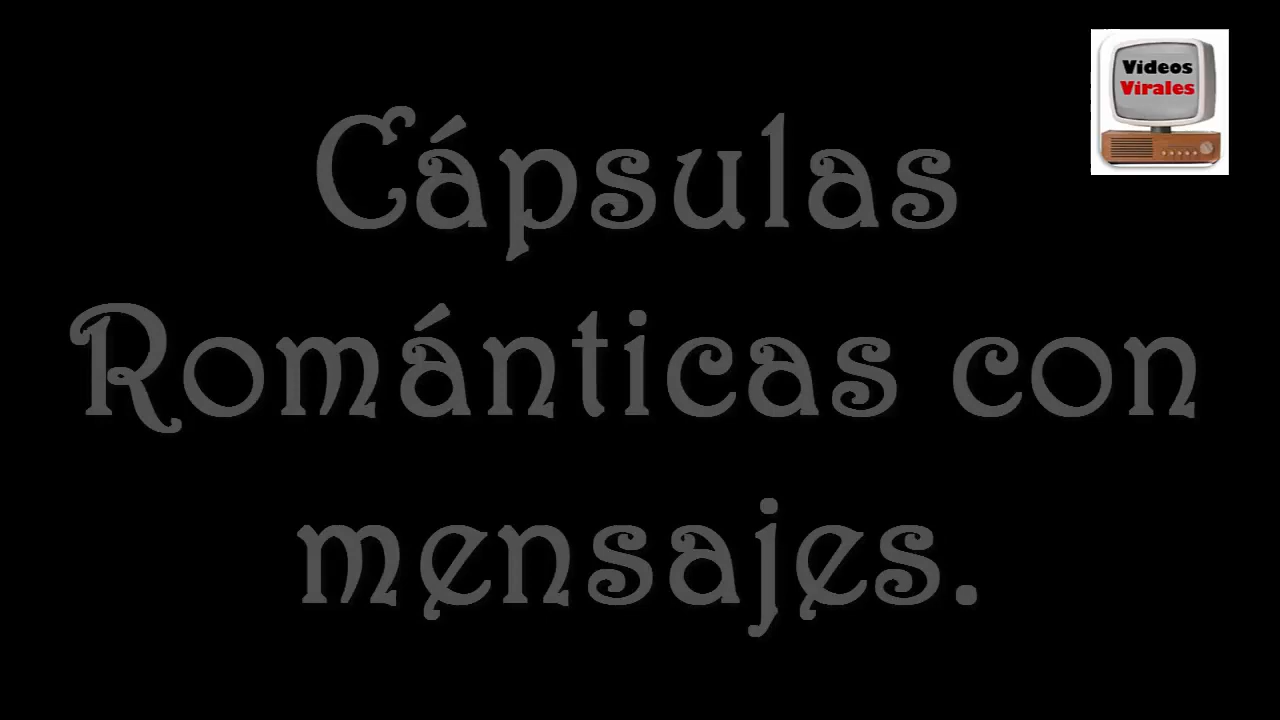 Videos
Virales
Cápsulas
Románticas con
mensajes.